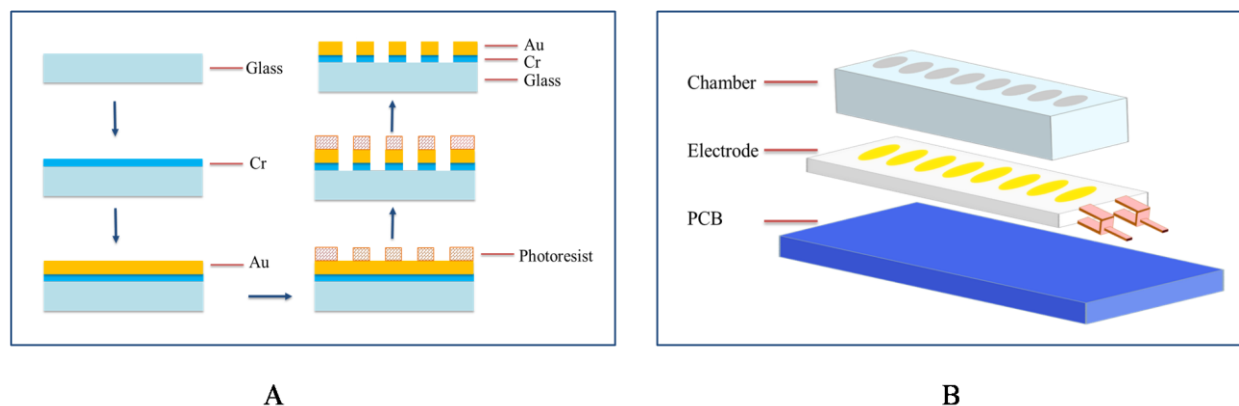 Glass
Cr
Au
Au
Cr
Glass
Photoresist
A
Chamber
Electrode
PCB
B